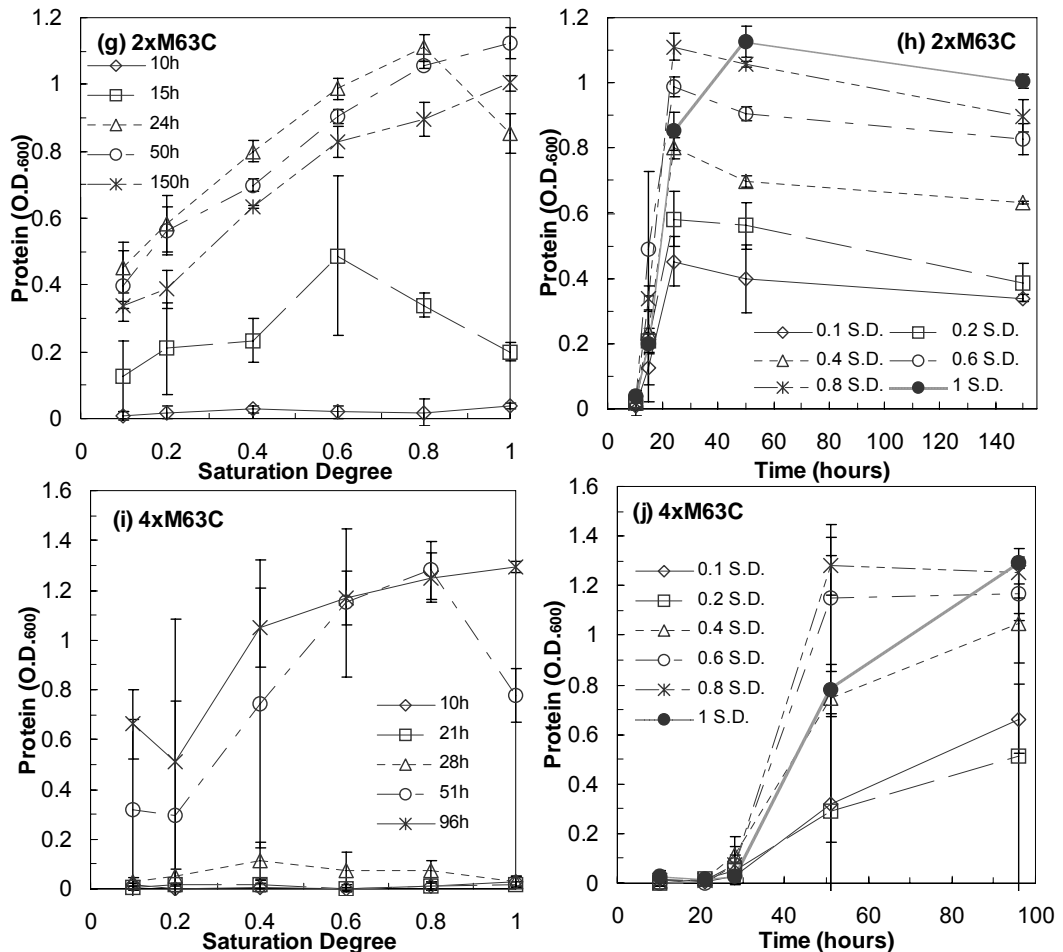 (g) 2xM63C
10h
15h
24h
50h
150h
Protein (O.D.600)
1.2
1
0.8
0.6
0.4
0.2
0
0 0.2 0.4 0.6 0.8 1
Saturation Degree
(h) 2xM63C
0.1 S.D. 0.2 S.D.
0.4 S.D. 0.6 S.D.
0.8 S.D. 1 S.D.
Protein (O.D.600)
1.2
1
0.8
0.6
0.4
0.2
0
0 20 40 60 80 100 120 140
Time (hours)
(i) 4xM63C
10h
21h
28h
51h
96h
Protein (O.D.600)
1.6
1.4
1.2
1
0.8
0.6
0.4
0.2
0
0 0.2 0.4 0.6 0.8 1
Saturation Degree
(j) 4xM63C
0.1 S.D.
0.2 S.D.
0.4 S.D.
0.6 S.D.
0.8 S.D.
1 S.D.
Protein (O.D.600)
1.6
1.4
1.2
1
0.8
0.6
0.4
0.2
0
0 20 40 60 80 100
Time (hours)